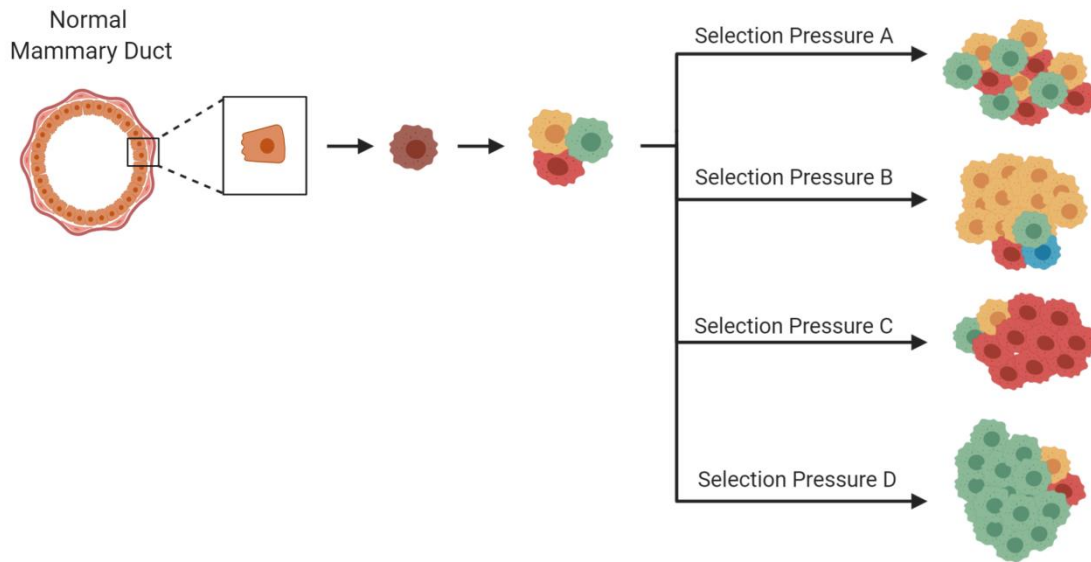 Normal
Mammary Duct
Selection Pressure A
Selection Pressure B
Selection Pressure C
Selection Pressure D